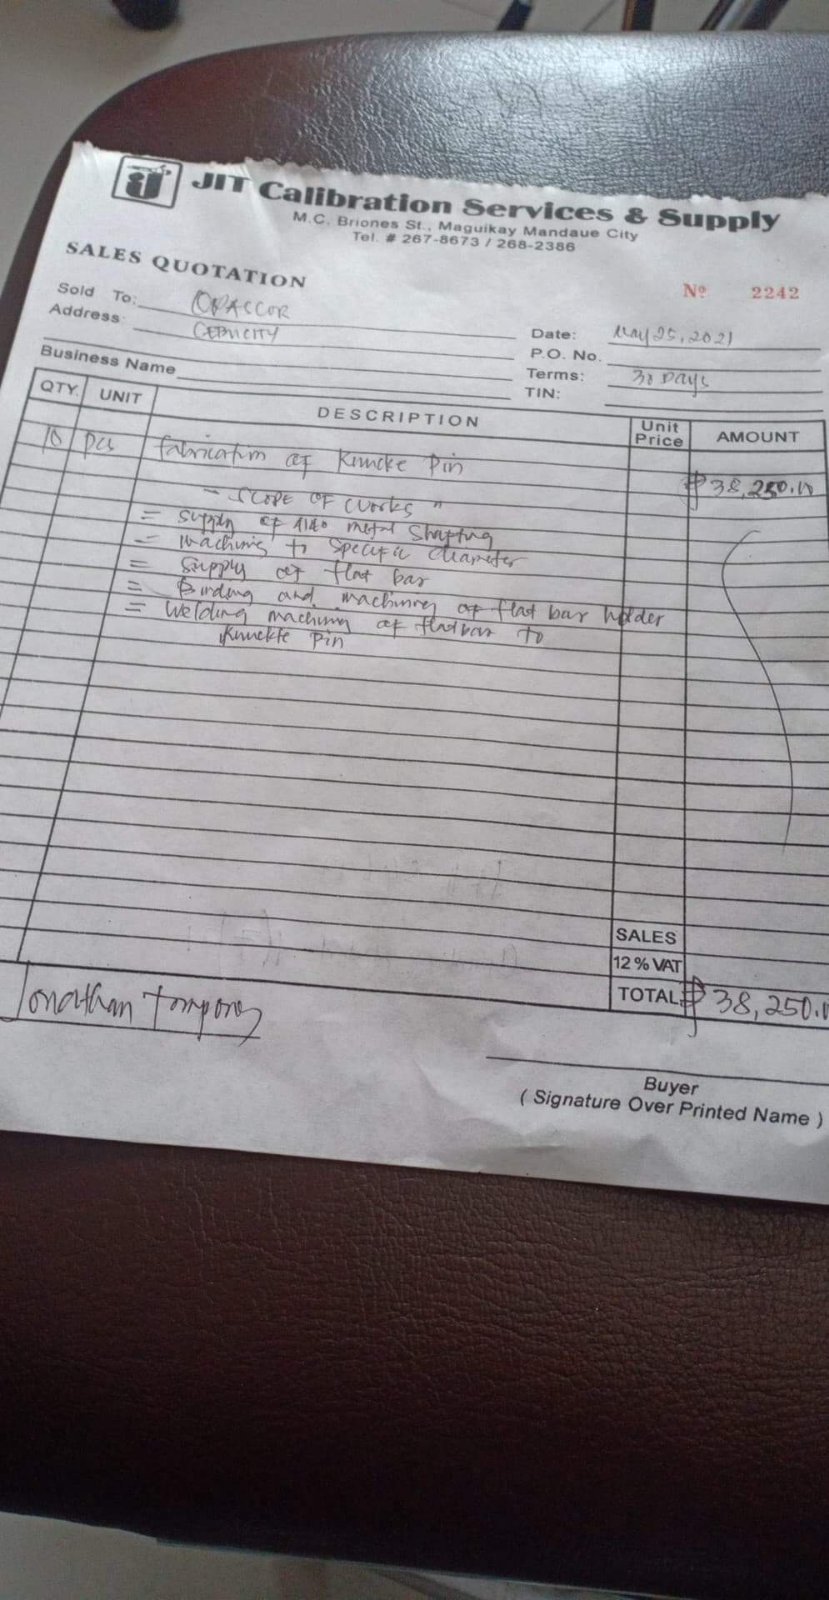 JIT Calibration Services & Supply
M.C. Briones St., Maguikay Mandaue City
Tel. # 267-8673 / 268-2386
SALES QUOTATION
Nº 2242
Sold To: OPASCOR
Address: CEBU CITY
Date: May 25, 2021
P.O. No.
Business Name
Terms: 30 Days
TIN:
QTY. UNIT DESCRIPTION Unit Price AMOUNT
10 pcs Fabrication of Knuckle Pin ₱38,250.00
- SCOPE OF Works "
= Supply of metal Shafting
- machining to specific diameter
= Supply of flat bar
= Binding and machining of flat bar holder
= Welding machining of flatbar to
Knuckle pin
SALES
12% VAT
TOTAL ₱38,250.00
Jonathan
Buyer
( Signature Over Printed Name )